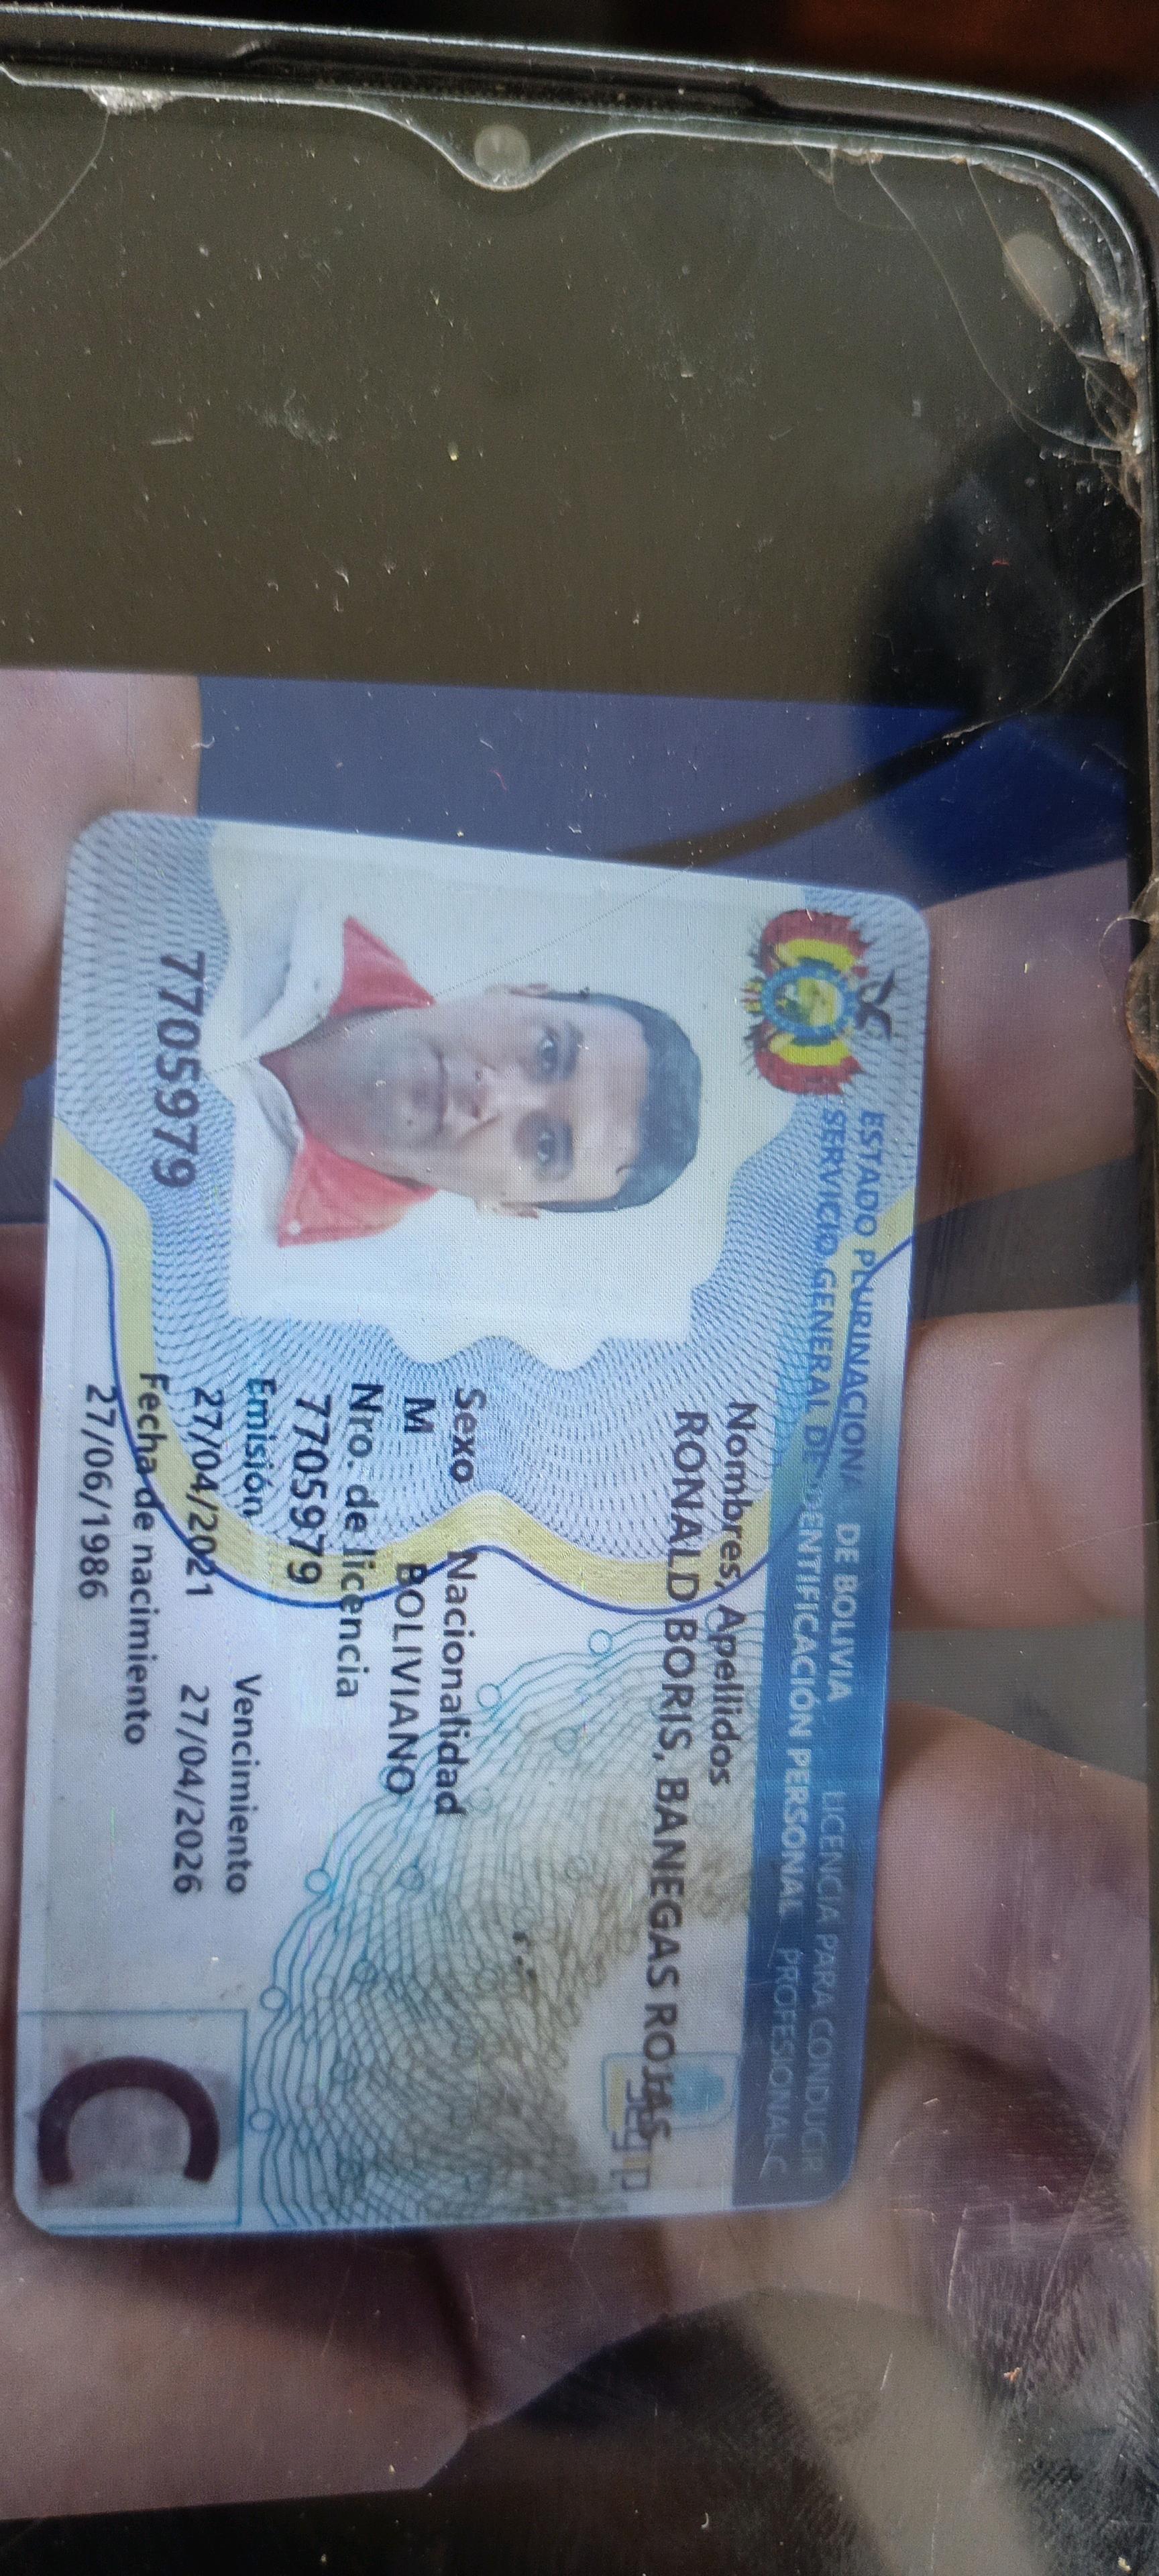 ESTADO PLURINACIONAL DE BOLIVIA LICENCIA PARA CONDUCIR
SERVICIO GENERAL DE IDENTIFICACIÓN PERSONAL PROFESIONAL C
Nombres, Apellidos
RONALD BORIS, BANEGAS ROJAS
segip
Sexo Nacionalidad
M BOLIVIANO
Nro. de licencia
7705979
Emisión Vencimiento
27/04/2021 27/04/2026
Fecha de nacimiento
27/06/1986
7705979
C